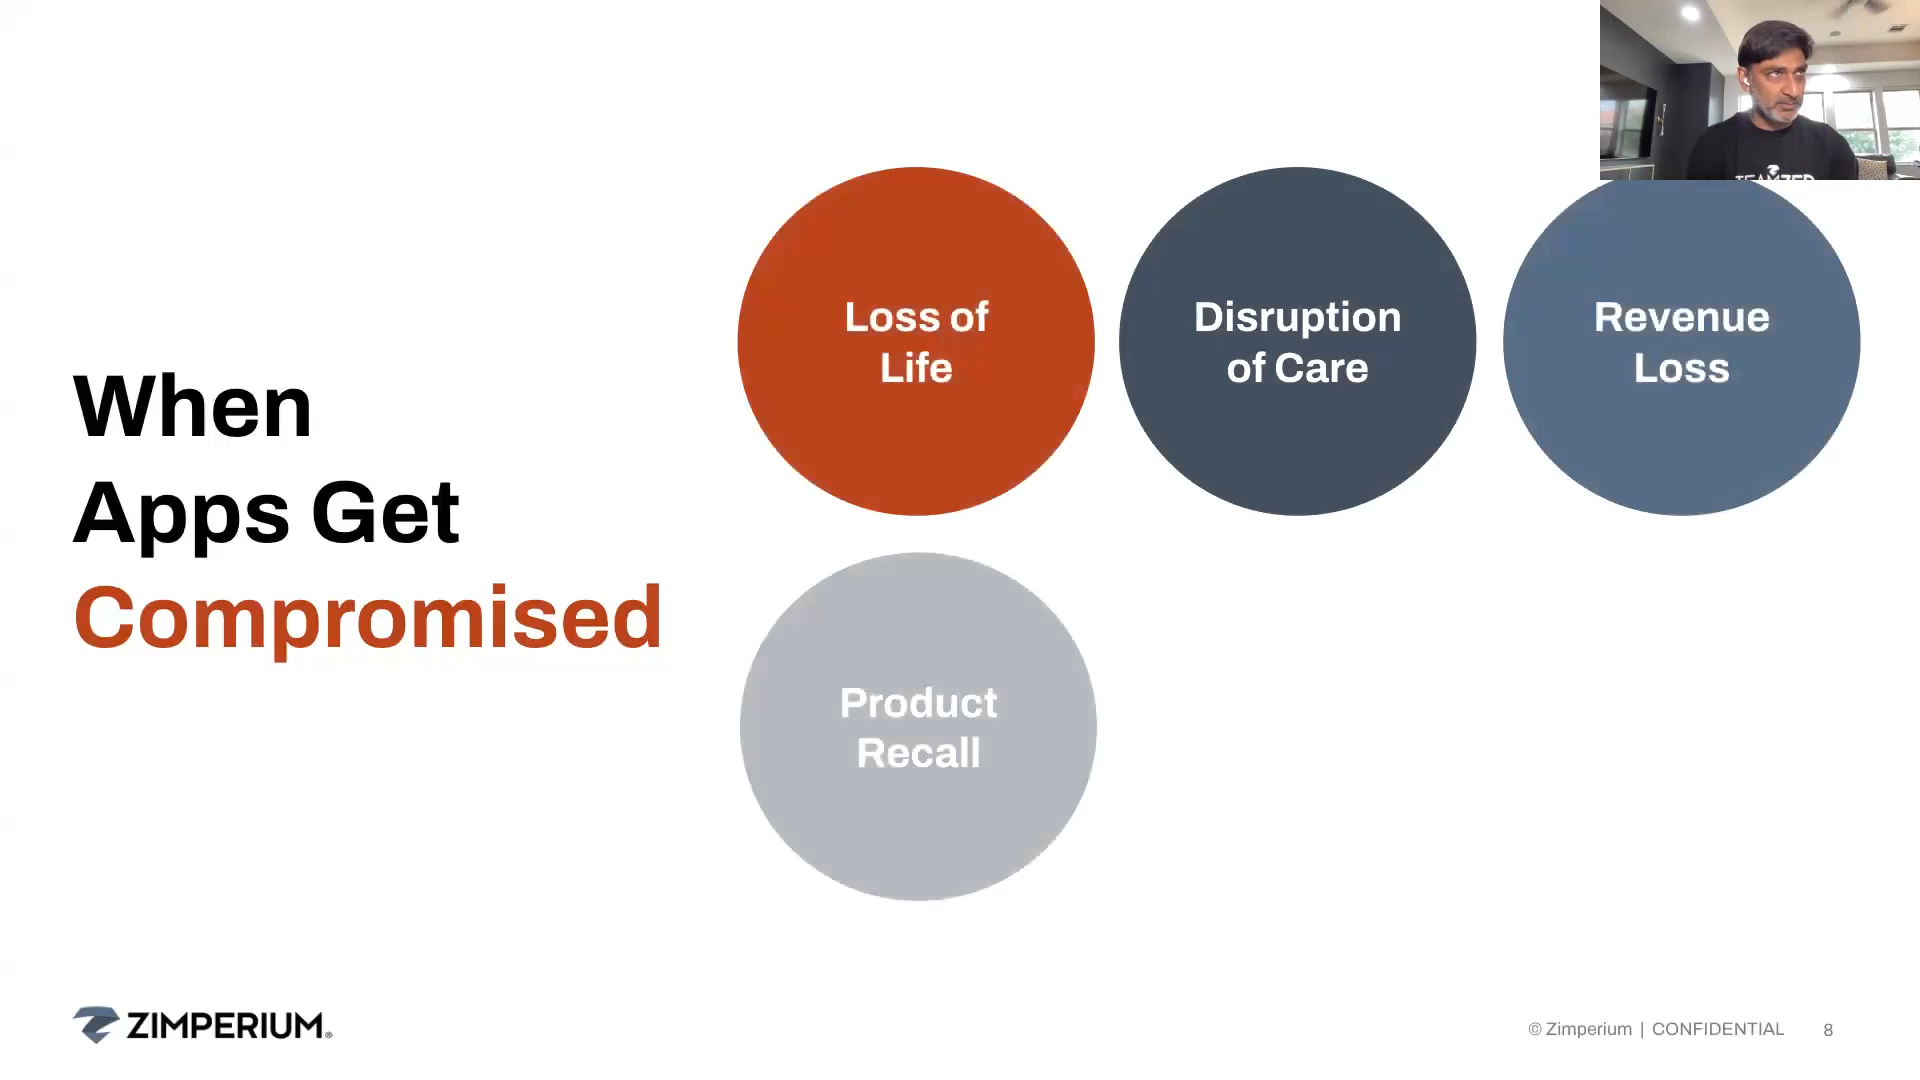 When
Apps Get
Compromised
Loss of
Life
Disruption
of Care
Revenue
Loss
Product
Recall
ZIMPERIUM®
© Zimperium | CONFIDENTIAL 8